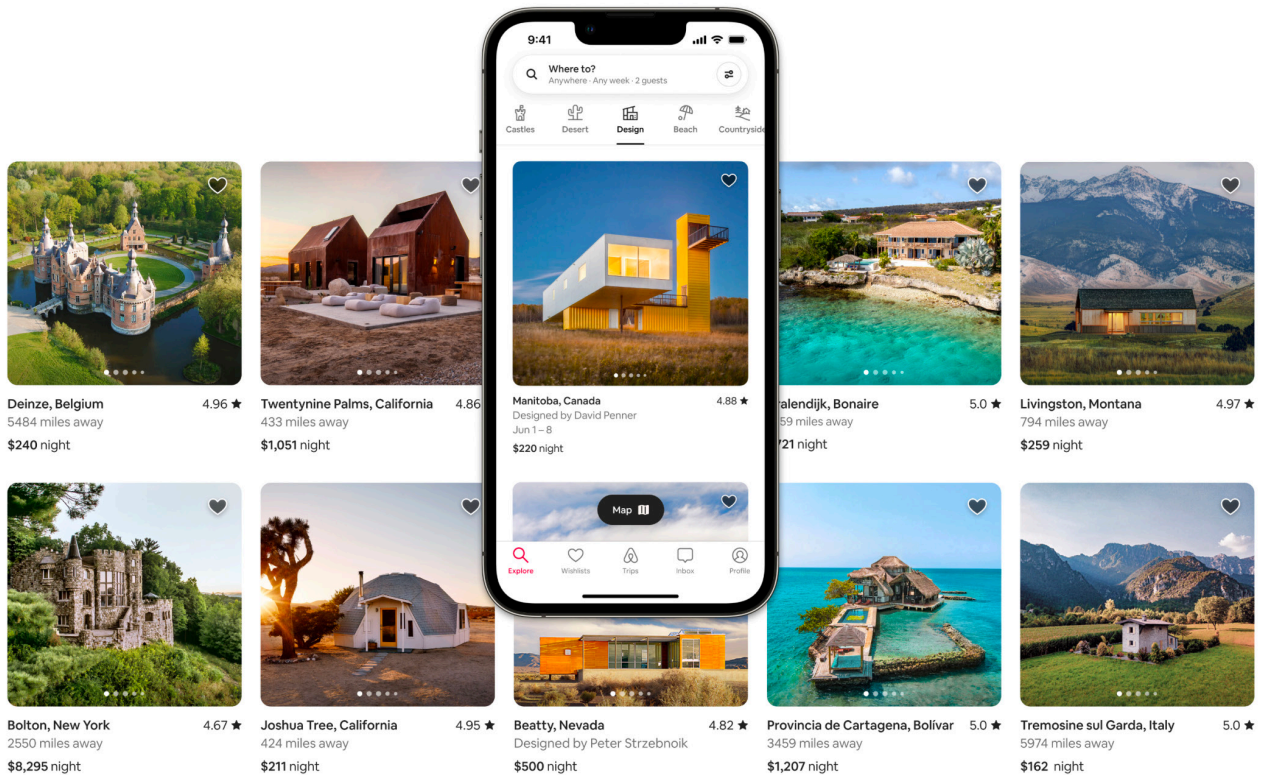 9:41
Where to?
Anywhere · Any week · 2 guests
Castles
Desert
Design
Beach
Countryside
Deinze, Belgium 4.96 ★
5484 miles away
$240 night
Twentynine Palms, California 4.86
433 miles away
$1,051 night
Manitoba, Canada 4.88 ★
Designed by David Penner
Jun 1 – 8
$220 night
Bonaire 5.0 ★
miles away
night
Livingston, Montana 4.97 ★
794 miles away
$259 night
Map
Explore
Wishlists
Trips
Inbox
Profile
Bolton, New York 4.67 ★
2550 miles away
$8,295 night
Joshua Tree, California 4.95 ★
424 miles away
$211 night
Beatty, Nevada 4.82 ★
Designed by Peter Strzebnoik
$500 night
Provincia de Cartagena, Bolívar 5.0 ★
3459 miles away
$1,207 night
Tremosine sul Garda, Italy 5.0 ★
5974 miles away
$162 night